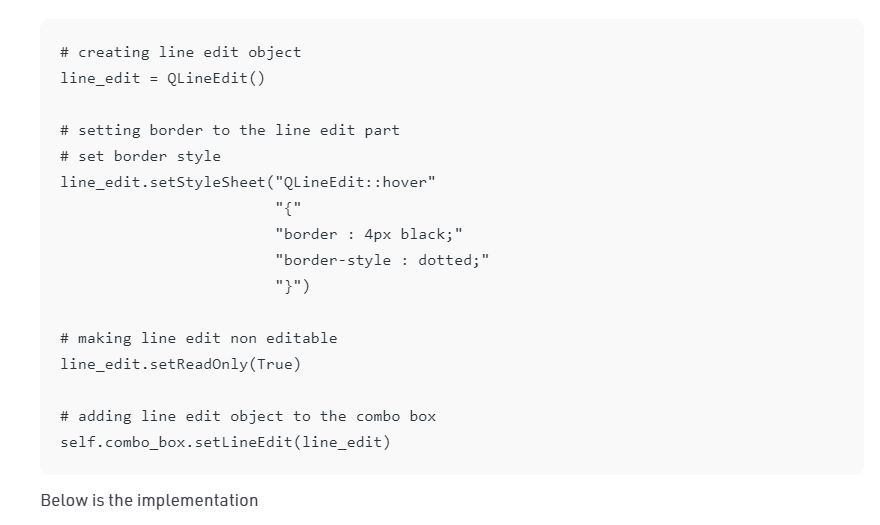 # creating line edit object
line_edit = QLineEdit()
# setting border to the line edit part
# set border style
line_edit.setStyleSheet("QLineEdit::hover"
"{"
"border : 4px black;"
"border-style : dotted;"
"}")
# making line edit non editable
line_edit.setReadOnly(True)
# adding line edit object to the combo box
self.combo_box.setLineEdit(line_edit)
Below is the implementation